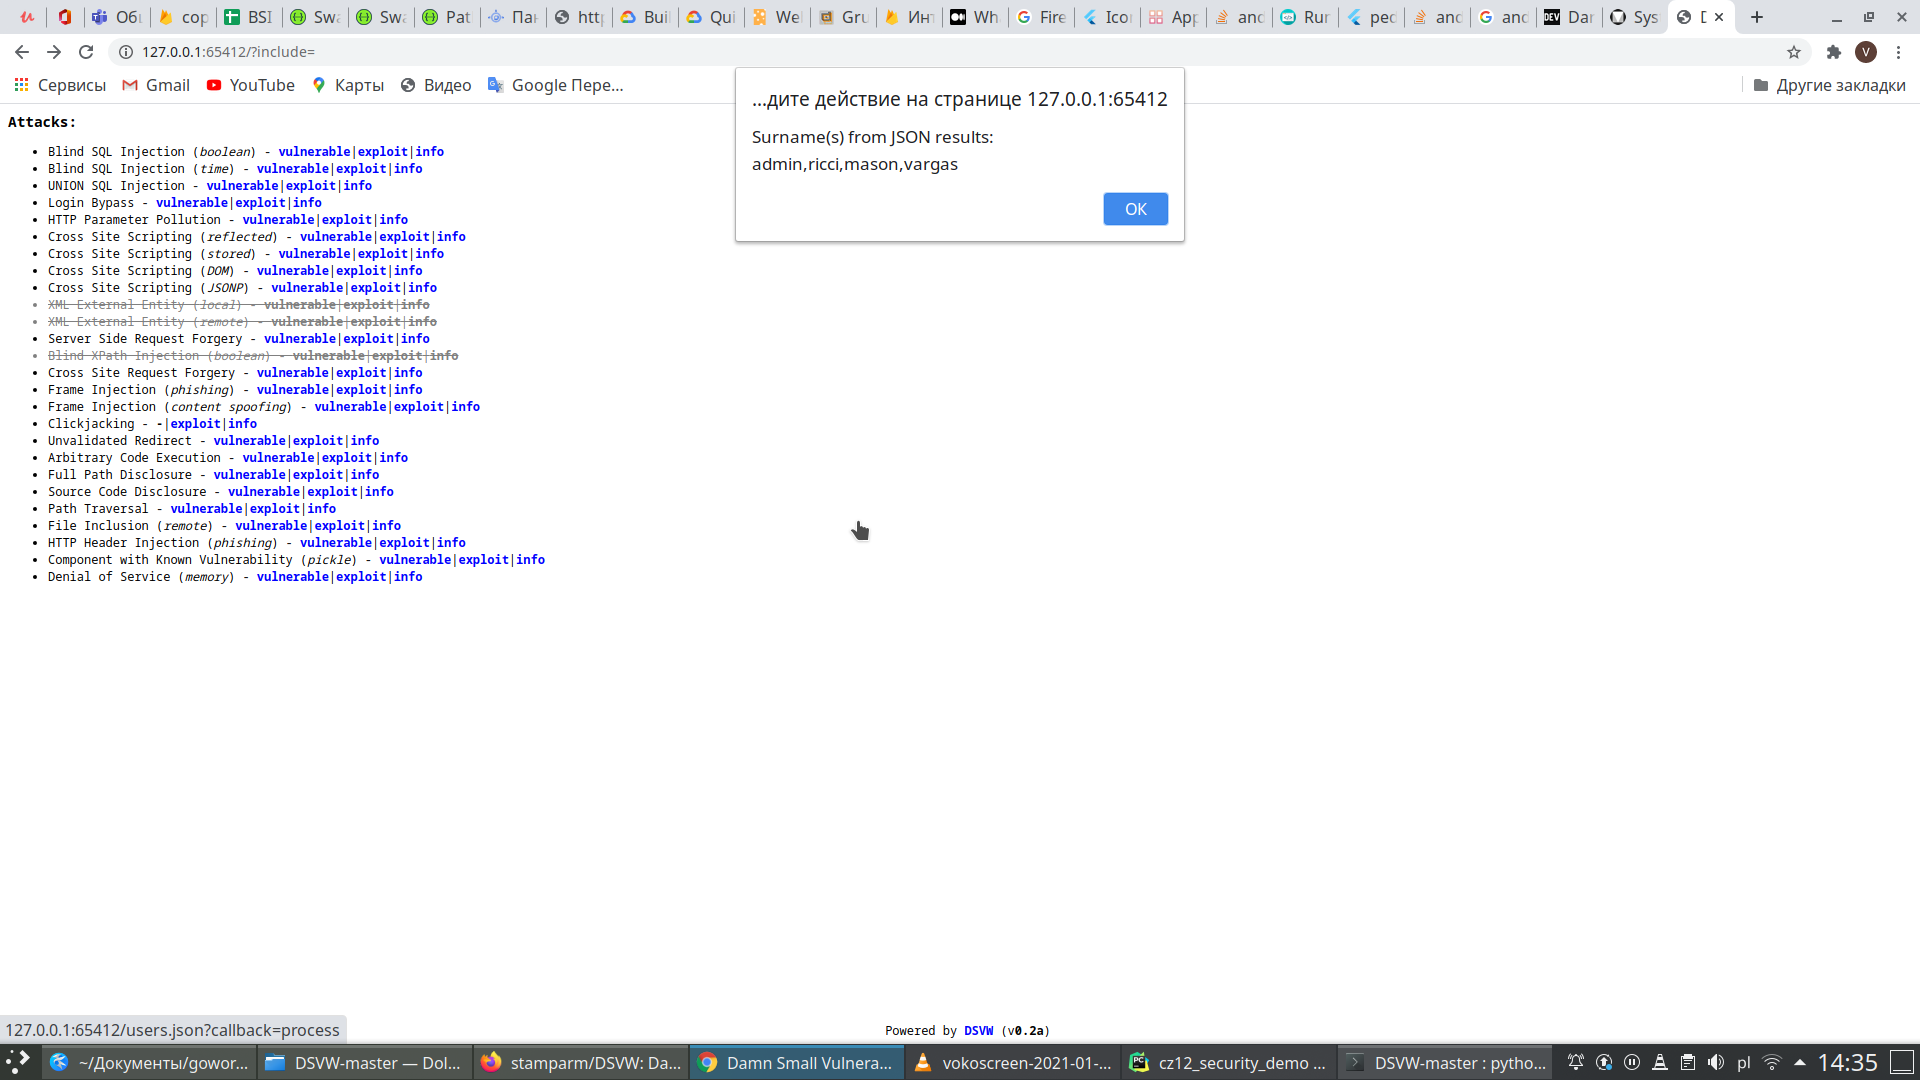 Об
cop
BSI
Swa
Swa
Pat
Пан
http
Buil
Qui
We
Gru
Инт
Wh
Fire
Ico
App
and
Rur
ped
and
and
DEV Dar
Sys
127.0.0.1:65412/?include=
V
Сервисы Gmail YouTube Карты Видео Google Пере... Другие закладки
...дите действие на странице 127.0.0.1:65412
Surname(s) from JSON results:
admin,ricci,mason,vargas
OK
Attacks:
• Blind SQL Injection (boolean) - vulnerable|exploit|info
• Blind SQL Injection (time) - vulnerable|exploit|info
• UNION SQL Injection - vulnerable|exploit|info
• Login Bypass - vulnerable|exploit|info
• HTTP Parameter Pollution - vulnerable|exploit|info
• Cross Site Scripting (reflected) - vulnerable|exploit|info
• Cross Site Scripting (stored) - vulnerable|exploit|info
• Cross Site Scripting (DOM) - vulnerable|exploit|info
• Cross Site Scripting (JSONP) - vulnerable|exploit|info
• XML External Entity (local) - vulnerable|exploit|info
• XML External Entity (remote) - vulnerable|exploit|info
• Server Side Request Forgery - vulnerable|exploit|info
• Blind XPath Injection (boolean) - vulnerable|exploit|info
• Cross Site Request Forgery - vulnerable|exploit|info
• Frame Injection (phishing) - vulnerable|exploit|info
• Frame Injection (content spoofing) - vulnerable|exploit|info
• Clickjacking - -|exploit|info
• Unvalidated Redirect - vulnerable|exploit|info
• Arbitrary Code Execution - vulnerable|exploit|info
• Full Path Disclosure - vulnerable|exploit|info
• Source Code Disclosure - vulnerable|exploit|info
• Path Traversal - vulnerable|exploit|info
• File Inclusion (remote) - vulnerable|exploit|info
• HTTP Header Injection (phishing) - vulnerable|exploit|info
• Component with Known Vulnerability (pickle) - vulnerable|exploit|info
• Denial of Service (memory) - vulnerable|exploit|info
127.0.0.1:65412/users.json?callback=process
Powered by DSVW (v0.2a)
~/Документы/gowor...
DSVW-master — Dol...
stamparm/DSVW: Da...
Damn Small Vulnera...
vokoscreen-2021-01-...
cz12_security_demo ...
DSVW-master : pytho...
pl
14:35